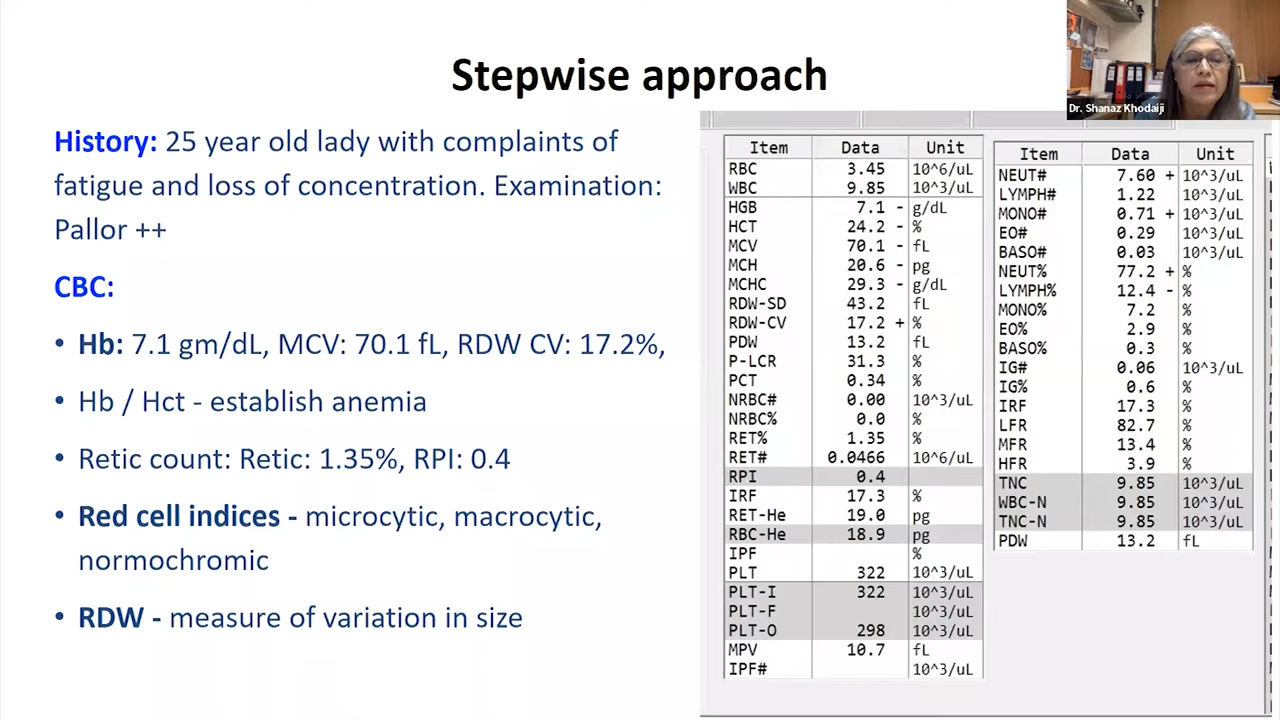 Stepwise approach
Dr. Shanaz Khodaiji
History: 25 year old lady with complaints of
fatigue and loss of concentration. Examination:
Pallor ++
CBC:
• Hb: 7.1 gm/dL, MCV: 70.1 fL, RDW CV: 17.2%,
• Hb / Hct - establish anemia
• Retic count: Retic: 1.35%, RPI: 0.4
• Red cell indices - microcytic, macrocytic,
normochromic
• RDW - measure of variation in size
Item Data Unit
RBC 3.45 10^6/uL
WBC 9.85 10^3/uL
HGB 7.1 - g/dL
HCT 24.2 - %
MCV 70.1 - fL
MCH 20.6 - pg
MCHC 29.3 - g/dL
RDW-SD 43.2 fL
RDW-CV 17.2 + %
PDW 13.2 fL
P-LCR 31.3 %
PCT 0.34 %
NRBC# 0.00 10^3/uL
NRBC% 0.0 %
RET% 1.35 %
RET# 0.0466 10^6/uL
RPI 0.4
IRF 17.3 %
RET-He 19.0 pg
RBC-He 18.9 pg
IPF %
PLT 322 10^3/uL
PLT-I 322 10^3/uL
PLT-F 10^3/uL
PLT-O 298 10^3/uL
MPV 10.7 fL
IPF# 10^3/uL
Item Data Unit
NEUT# 7.60 + 10^3/uL
LYMPH# 1.22 10^3/uL
MONO# 0.71 + 10^3/uL
EO# 0.29 10^3/uL
BASO# 0.03 10^3/uL
NEUT% 77.2 + %
LYMPH% 12.4 - %
MONO% 7.2 %
EO% 2.9 %
BASO% 0.3 %
IG# 0.06 10^3/uL
IG% 0.6 %
IRF 17.3 %
LFR 82.7 %
MFR 13.4 %
HFR 3.9 %
TNC 9.85 10^3/uL
WBC-N 9.85 10^3/uL
TNC-N 9.85 10^3/uL
PDW 13.2 fL